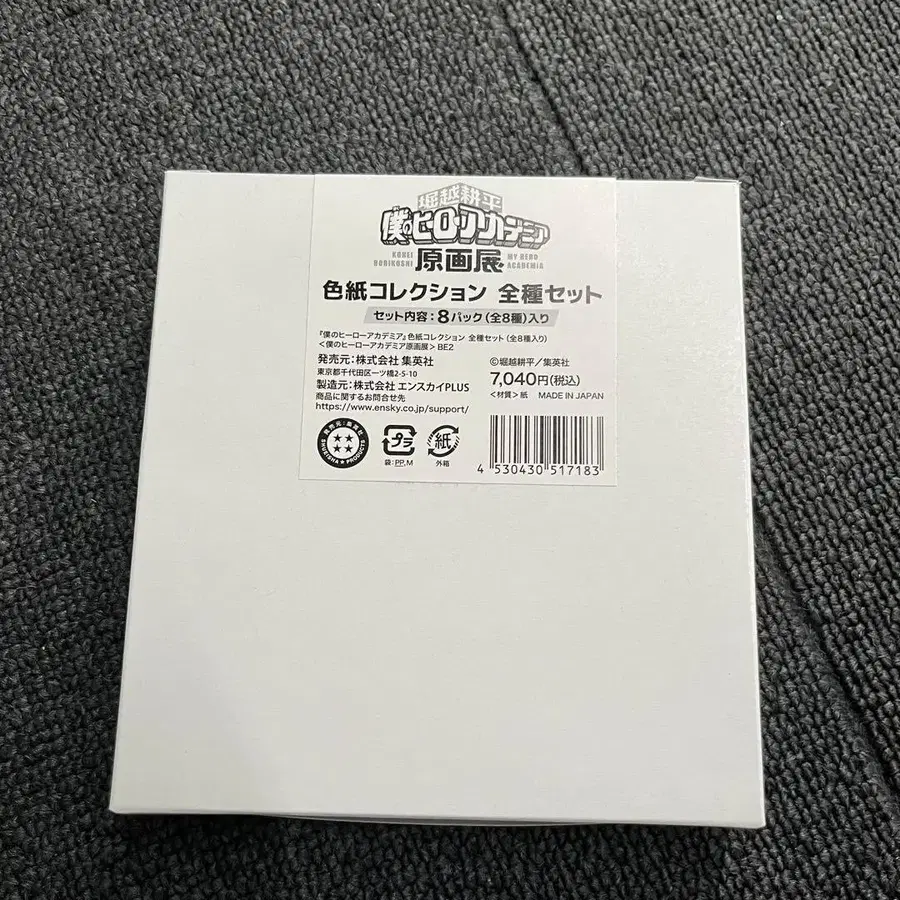 堀越耕平
僕のヒーローアカデミア
KOHEI HORIKOSHI 原画展 MY HERO ACADEMIA
色紙コレクション 全種セット
セット内容：8パック（全8種）入り
『僕のヒーローアカデミア』色紙コレクション 全種セット（全8種入り）
＜僕のヒーローアカデミア原画展＞BE2
発売元：株式会社 集英社
東京都千代田区一ツ橋2-5-10
製造元：株式会社 エンスカイPLUS
商品に関するお問合せ先
https://www.ensky.co.jp/support/
©堀越耕平／集英社
7,040円(税込)
＜材質＞紙 MADE IN JAPAN
発売元：集英社
SHUEISHA PRODUCTS
プラ
袋：PP,M
紙
外箱
4 530430 517183